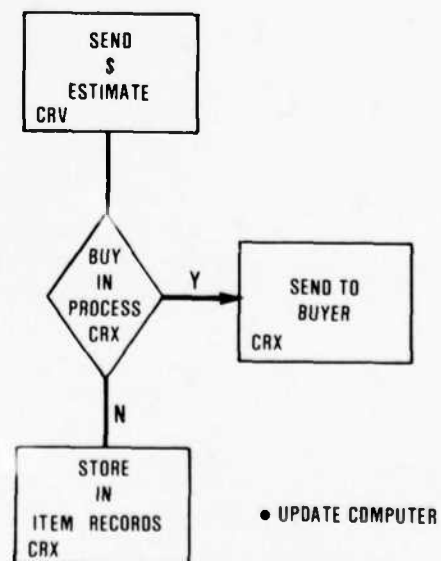 SEND
$
ESTIMATE
CRV
BUY
IN
PROCESS
CRX
Y
SEND TO
BUYER
CRX
N
STORE
IN
ITEM RECORDS
CRX
• UPDATE COMPUTER